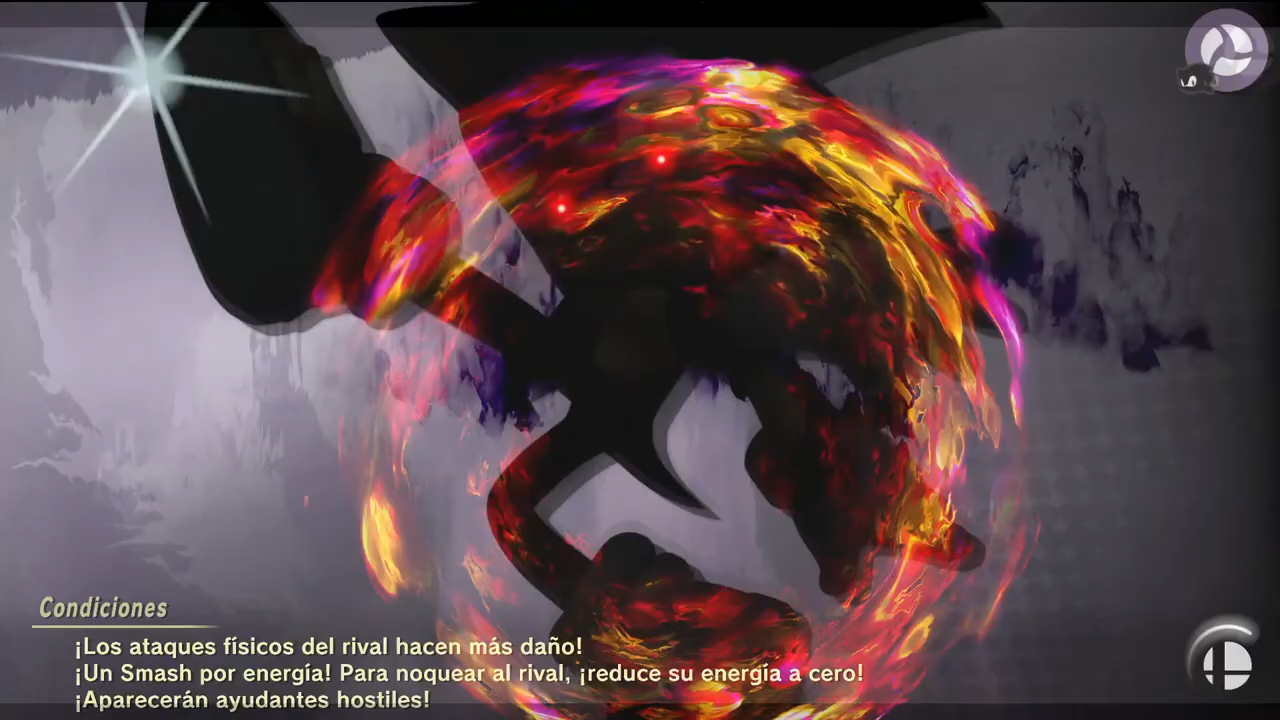 Condiciones
¡Los ataques físicos del rival hacen más daño!
¡Un Smash por energía! Para noquear al rival, ¡reduce su energía a cero!
¡Aparecerán ayudantes hostiles!